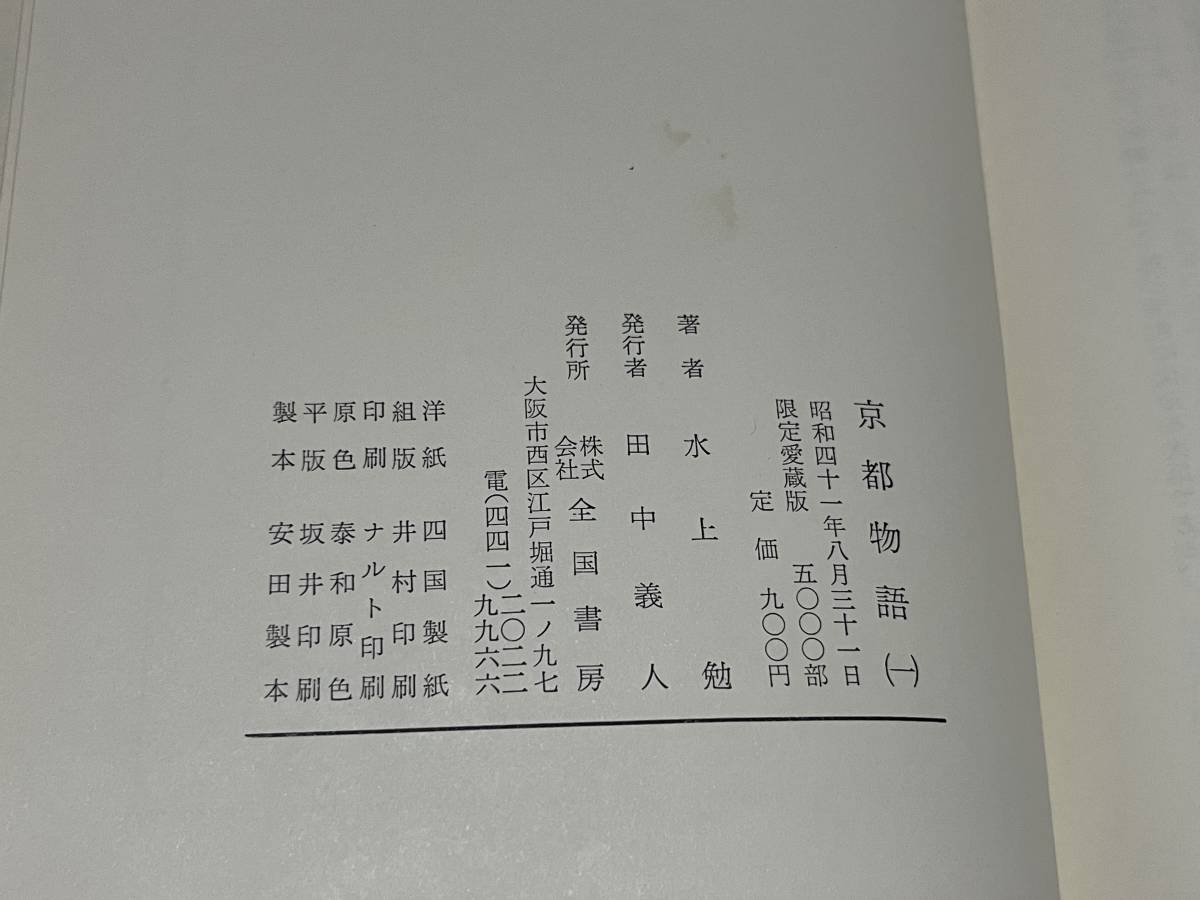 京都物語(一)
昭和四十一年八月三十一日
限定愛蔵版 五〇〇〇部
定価 九〇〇円
著者 水上勉
発行者 田中義人
発行所 株式会社 全国書房
大阪市西区江戸堀通一ノ九七
電(四四一)二〇二二
九九六六
洋紙 四国製紙
組版 井村印刷
印刷 ナルト印刷
原色 泰和原色
平版 坂井印刷
製本 安田製本